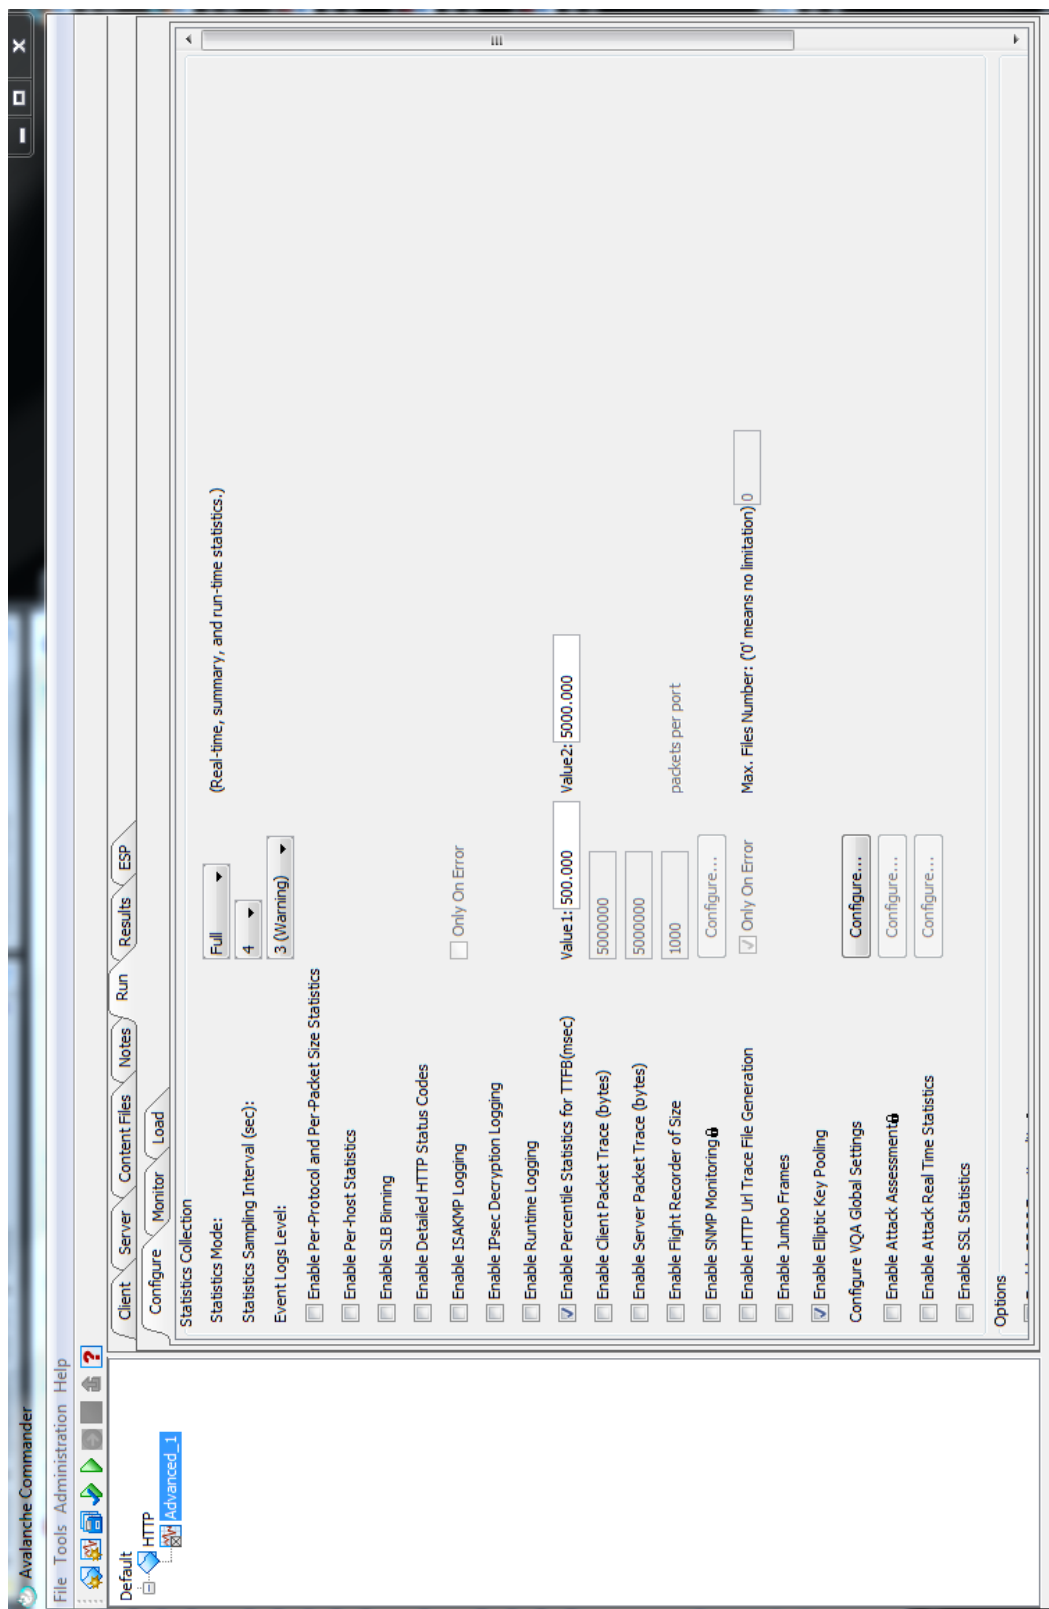 Avalanche Commander
File Tools Administration Help
Default
HTTP
Advanced_1
Client Server Content Files Notes Run Results ESP
Configure Monitor Load
Statistics Collection
Statistics Mode: Full (Real-time, summary, and run-time statistics.)
Statistics Sampling Interval (sec): 4
Event Logs Level: 3 (Warning)
Enable Per-Protocol and Per-Packet Size Statistics
Enable Per-host Statistics
Enable SLB Binning
Enable Detailed HTTP Status Codes
Enable ISAKMP Logging Only On Error
Enable IPsec Decryption Logging
Enable Runtime Logging
Enable Percentile Statistics for TTFB(msec) Value1: 500.000 Value2: 5000.000
Enable Client Packet Trace (bytes) 5000000
Enable Server Packet Trace (bytes) 5000000
Enable Flight Recorder of Size 1000 packets per port
Enable SNMP Monitoring Configure...
Enable HTTP Url Trace File Generation Only On Error Max. Files Number: ('0' means no limitation) 0
Enable Jumbo Frames
Enable Elliptic Key Pooling
Configure VQA Global Settings Configure...
Enable Attack Assessment Configure...
Enable Attack Real Time Statistics Configure...
Enable SSL Statistics
Options